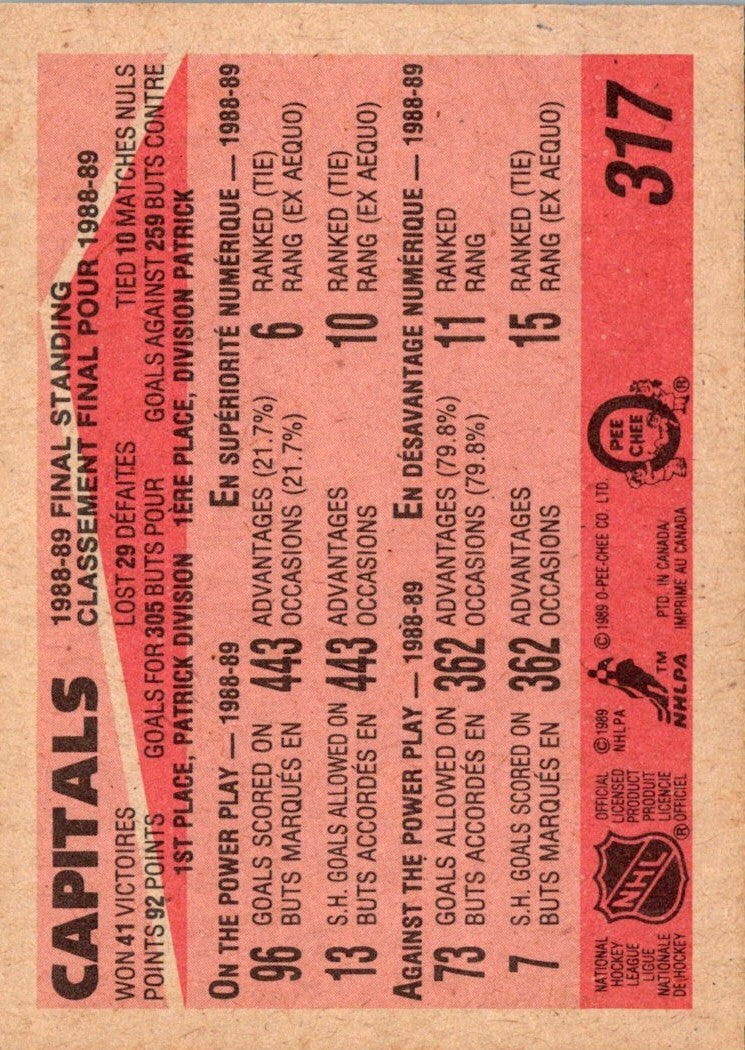 CAPITALS
1988-89 FINAL STANDING
CLASSEMENT FINAL POUR 1988-89
WON 41 VICTOIRES LOST 29 DÉFAITES TIED 10 MATCHES NULS
POINTS 92 POINTS GOALS FOR 305 BUTS POUR GOALS AGAINST 259 BUTS CONTRE
1ST PLACE, PATRICK DIVISION 1ÈRE PLACE, DIVISION PATRICK
ON THE POWER PLAY — 1988-89 EN SUPÉRIORITÉ NUMÉRIQUE — 1988-89
96 GOALS SCORED ON 443 ADVANTAGES (21.7%) 6 RANKED (TIE)
BUTS MARQUÉS EN OCCASIONS (21.7%) RANG (EX AEQUO)
13 S.H. GOALS ALLOWED ON 443 ADVANTAGES 10 RANKED (TIE)
BUTS ACCORDÉS EN OCCASIONS RANG (EX AEQUO)
AGAINST THE POWER PLAY — 1988-89 EN DÉSAVANTAGE NUMÉRIQUE — 1988-89
73 GOALS ALLOWED ON 362 ADVANTAGES (79.8%) 11 RANKED
BUTS ACCORDÉS EN OCCASIONS (79.8%) RANG
7 S.H. GOALS SCORED ON 362 ADVANTAGES 15 RANKED (TIE)
BUTS MARQUÉS EN OCCASIONS RANG (EX AEQUO)
NATIONAL
HOCKEY
LEAGUE
LIGUE
NATIONALE
DE HOCKEY
NHL
®
OFFICIAL
LICENSED
PRODUCT
PRODUIT
LICENCIE
OFFICIEL
© 1989
NHLPA
NHLPA™
© 1989 O-PEE-CHEE CO. LTD.
PTD. IN CANADA
IMPRIME AU CANADA
O
PEE
CHEE
®
317